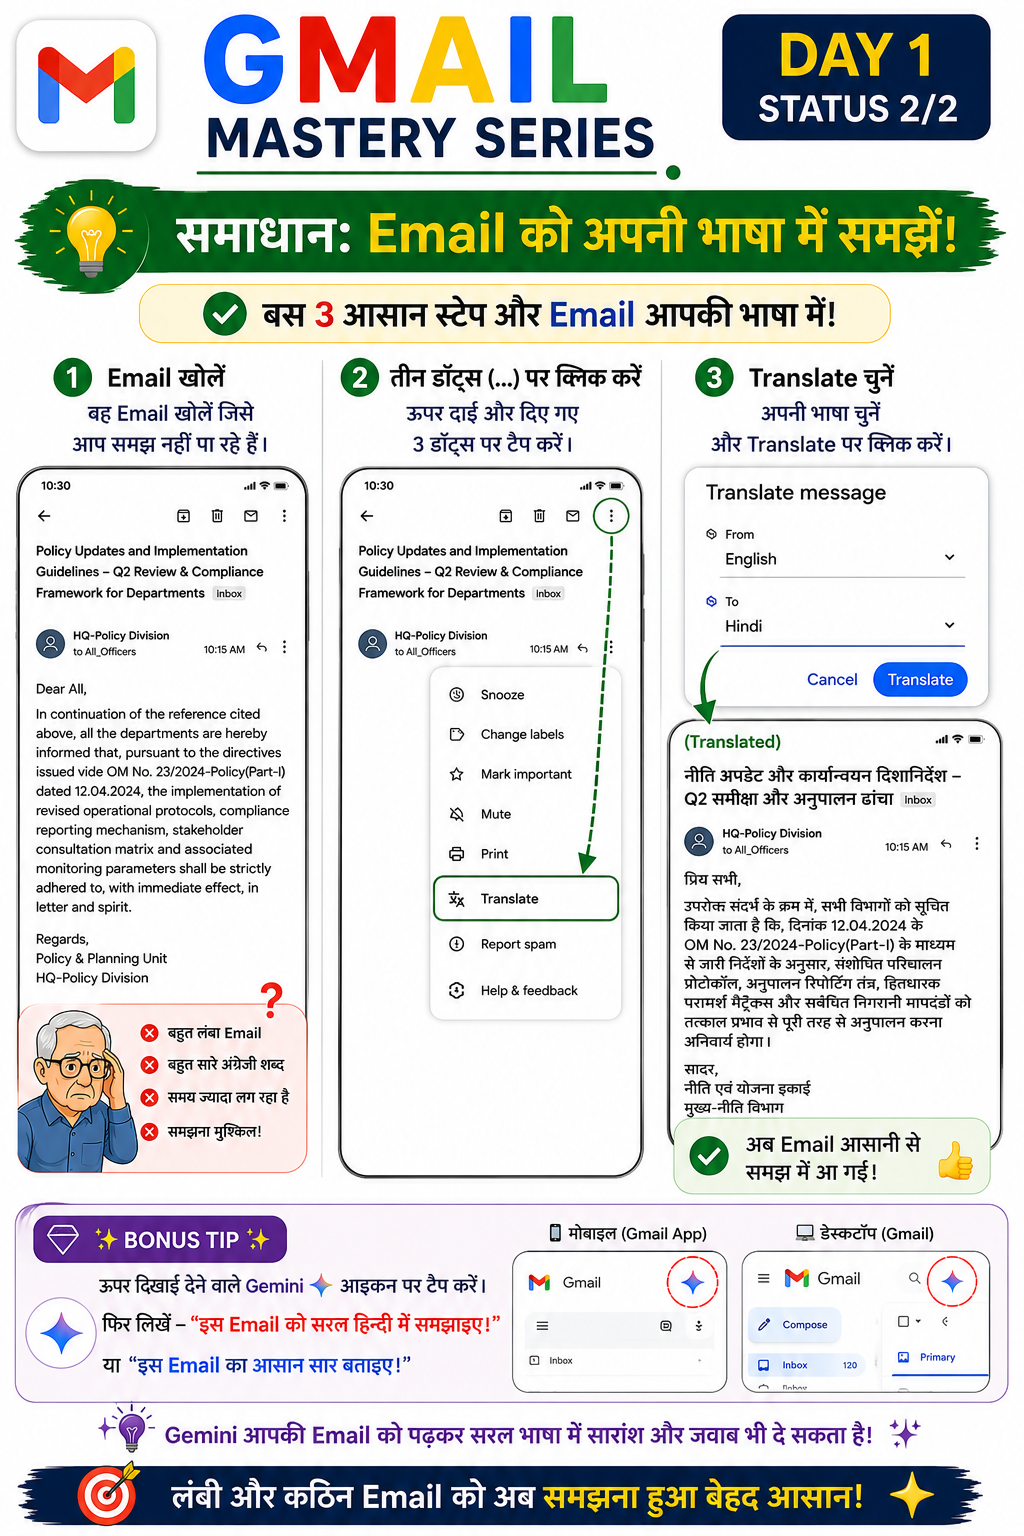 GMAIL
MASTERY SERIES
DAY 1
STATUS 2/2
समाधान: Email को अपनी भाषा में समझें!
बस 3 आसान स्टेप और Email आपकी भाषा में!
1 Email खोलें
बह Email खोलें जिसे
आप समझ नहीं पा रहे हैं।
10:30
Policy Updates and Implementation
Guidelines – Q2 Review & Compliance
Framework for Departments Inbox
HQ-Policy Division
to All_Officers
10:15 AM
Dear All,
In continuation of the reference cited
above, all the departments are hereby
informed that, pursuant to the directives
issued vide OM No. 23/2024-Policy(Part-I)
dated 12.04.2024, the implementation of
revised operational protocols, compliance
reporting mechanism, stakeholder
consultation matrix and associated
monitoring parameters shall be strictly
adhered to, with immediate effect, in
letter and spirit.
Regards,
Policy & Planning Unit
HQ-Policy Division
?
बहुत लंबा Email
बहुत सारे अंग्रेजी शब्द
समय ज्यादा लग रहा है
समझना मुश्किल!
2 तीन डॉट्स (...) पर क्लिक करें
ऊपर दाई और दिए गए
3 डॉट्स पर टैप करें।
10:30
Policy Updates and Implementation
Guidelines – Q2 Review & Compliance
Framework for Departments Inbox
HQ-Policy Division
to All_Officers
10:15 AM
Snooze
Change labels
Mark important
Mute
Print
Translate
Report spam
Help & feedback
3 Translate चुनें
अपनी भाषा चुनें
और Translate पर क्लिक करें।
Translate message
From
English
To
Hindi
Cancel Translate
(Translated)
नीति अपडेट और कार्यान्वयन दिशानिर्देश –
Q2 समीक्षा और अनुपालन ढांचा Inbox
HQ-Policy Division
to All_Officers
10:15 AM
प्रिय सभी,
उपरोक्त संदर्भ के क्रम में, सभी विभागों को सूचित
किया जाता है कि, दिनांक 12.04.2024 के
OM No. 23/2024-Policy(Part-I) के माध्यम
से जारी निर्देशों के अनुसार, संशोधित परिचालन
प्रोटोकॉल, अनुपालन रिपोर्टिंग तंत्र, हितधारक
परामर्श मैट्रिक्स और संबंधित निगरानी मापदंडों को
तत्काल प्रभाव से पूरी तरह से अनुपालन करना
अनिवार्य होगा।
सादर,
नीति एवं योजना इकाई
मुख्य-नीति विभाग
अब Email आसानी से
समझ में आ गई!
BONUS TIP
ऊपर दिखाई देने वाले Gemini आइकन पर टैप करें।
फिर लिखें – “इस Email को सरल हिन्दी में समझाइए!”
या “इस Email का आसान सार बताइए!”
मोबाइल (Gmail App)
Gmail
Inbox
डेस्कटॉप (Gmail)
Gmail
Compose
Inbox 120
Primary
Gemini आपकी Email को पढ़कर सरल भाषा में सारांश और जवाब भी दे सकता है!
लंबी और कठिन Email को अब समझना हुआ बेहद आसान!